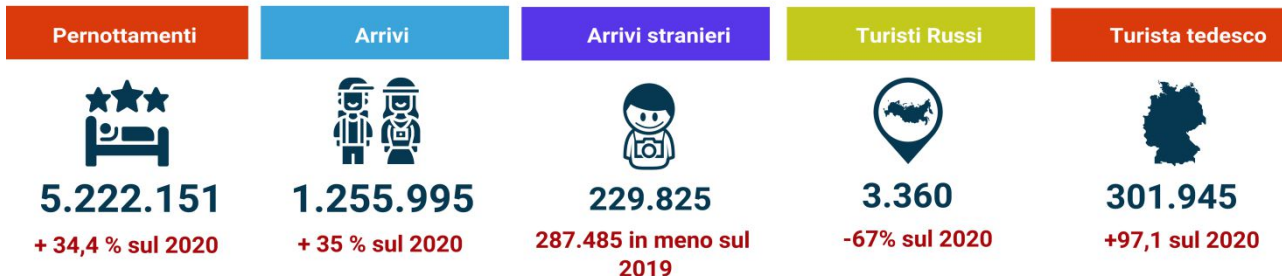 Pernottamenti
5.222.151
+ 34,4 % sul 2020
Arrivi
1.255.995
+ 35 % sul 2020
Arrivi stranieri
229.825
287.485 in meno sul
2019
Turisti Russi
3.360
-67% sul 2020
Turista tedesco
301.945
+97,1 sul 2020